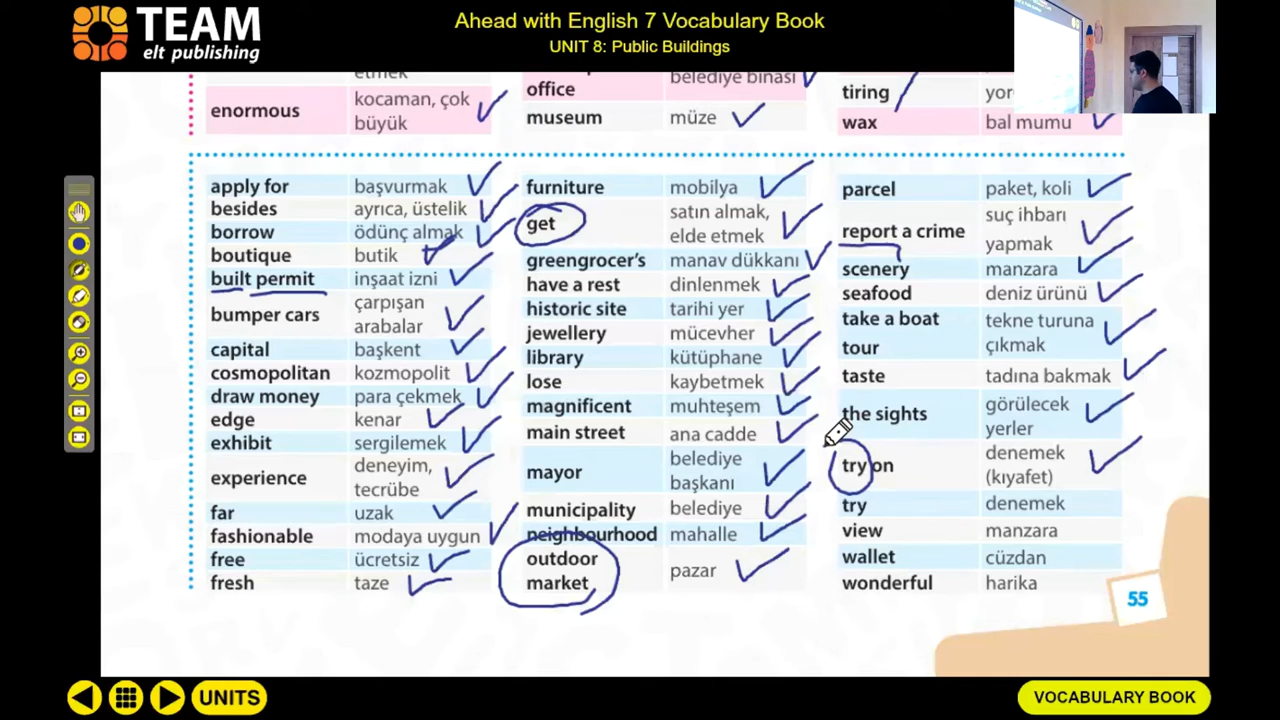 TEAM
elt publishing
Ahead with English 7 Vocabulary Book
UNIT 8: Public Buildings
etmek
enormous kocaman, çok
büyük
office belediye binası
museum müze
tiring
wax bal mumu
apply for başvurmak
besides ayrıca, üstelik
borrow ödünç almak
boutique butik
built permit inşaat izni
bumper cars çarpışan
arabalar
capital başkent
cosmopolitan kozmopolit
draw money para çekmek
edge kenar
exhibit sergilemek
experience deneyim,
tecrübe
far uzak
fashionable modaya uygun
free ücretsiz
fresh taze
furniture mobilya
get satın almak,
elde etmek
greengrocer's manav dükkanı
have a rest dinlenmek
historic site tarihi yer
jewellery mücevher
library kütüphane
lose kaybetmek
magnificent muhteşem
main street ana cadde
mayor belediye
başkanı
municipality belediye
neighbourhood mahalle
outdoor
market pazar
parcel paket, koli
report a crime suç ihbarı
yapmak
scenery manzara
seafood deniz ürünü
take a boat tekne turuna
tour çıkmak
taste tadına bakmak
the sights görülecek
yerler
try on denemek
(kıyafet)
try denemek
view manzara
wallet cüzdan
wonderful harika
55
UNITS
VOCABULARY BOOK